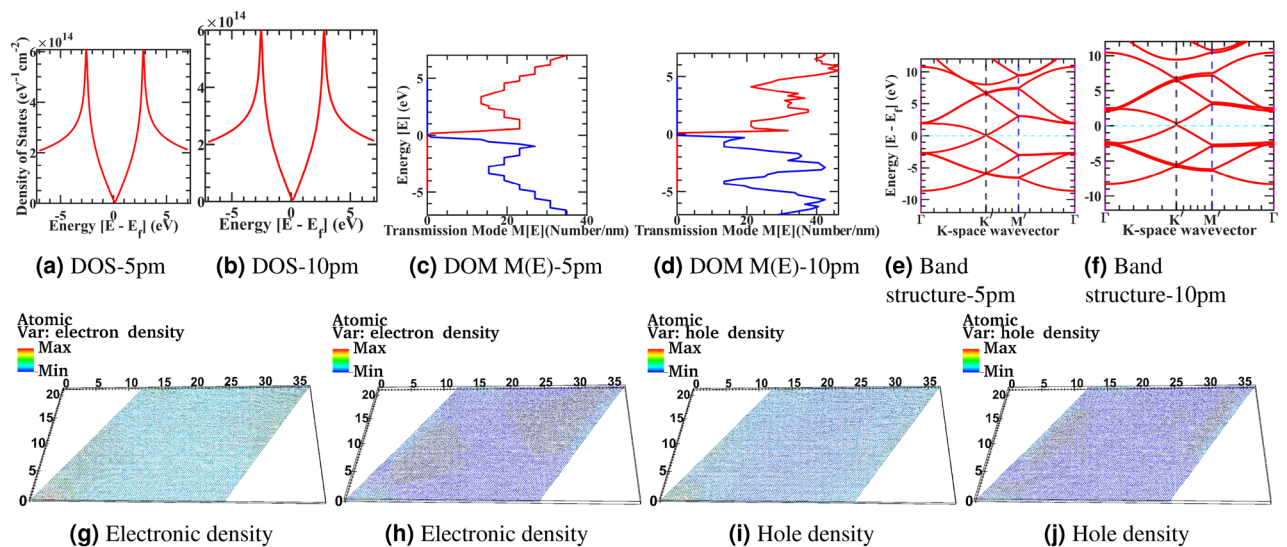 ×10^14
6
4
2
0
Density of States (eV^-1cm^-2)
-5
0
5
Energy [E - E_f] (eV)
(a) DOS-5pm
×10^14
6
4
2
0
-5
0
5
Energy [E - E_f] (eV)
(b) DOS-10pm
5
0
-5
Energy [E] (eV)
0
20
40
Transmission Mode M[E](Number/nm)
(c) DOM M(E)-5pm
5
0
-5
Energy [E] (eV)
0
20
40
Transmission Mode M[E](Number/nm)
(d) DOM M(E)-10pm
10
5
0
-5
-10
Energy [E - E_f] (eV)
Γ
K′
M′
Γ
K-space wavevector
(e) Band
structure-5pm
10
5
0
-5
-10
Γ
K′
M′
Γ
K-space wavevector
(f) Band
structure-10pm
Atomic
Var: electron density
Max
Min
0 5 10 15 20 25 30 35
20
15
10
5
0
(g) Electronic density
Atomic
Var: electron density
Max
Min
0 5 10 15 20 25 30 35
20
15
10
5
0
(h) Electronic density
Atomic
Var: hole density
Max
Min
0 5 10 15 20 25 30 35
20
15
10
5
0
(i) Hole density
Atomic
Var: hole density
Max
Min
0 5 10 15 20 25 30 35
20
15
10
5
0
(j) Hole density